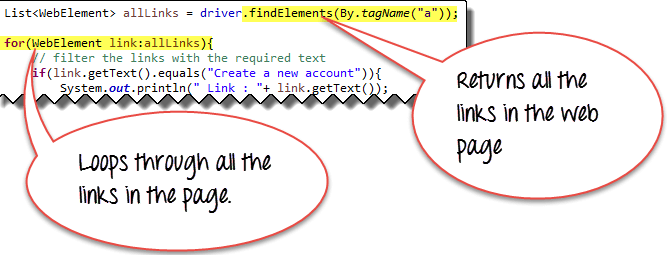 List<WebElement> allLinks = driver.findElements(By.tagName("a"));
for(WebElement link:allLinks){
// filter the links with the required text
if(link.getText().equals("Create a new account")){
System.out.println(" Link : "+ link.getText());
Returns all the
links in the web
page
Loops through all the
links in the page.